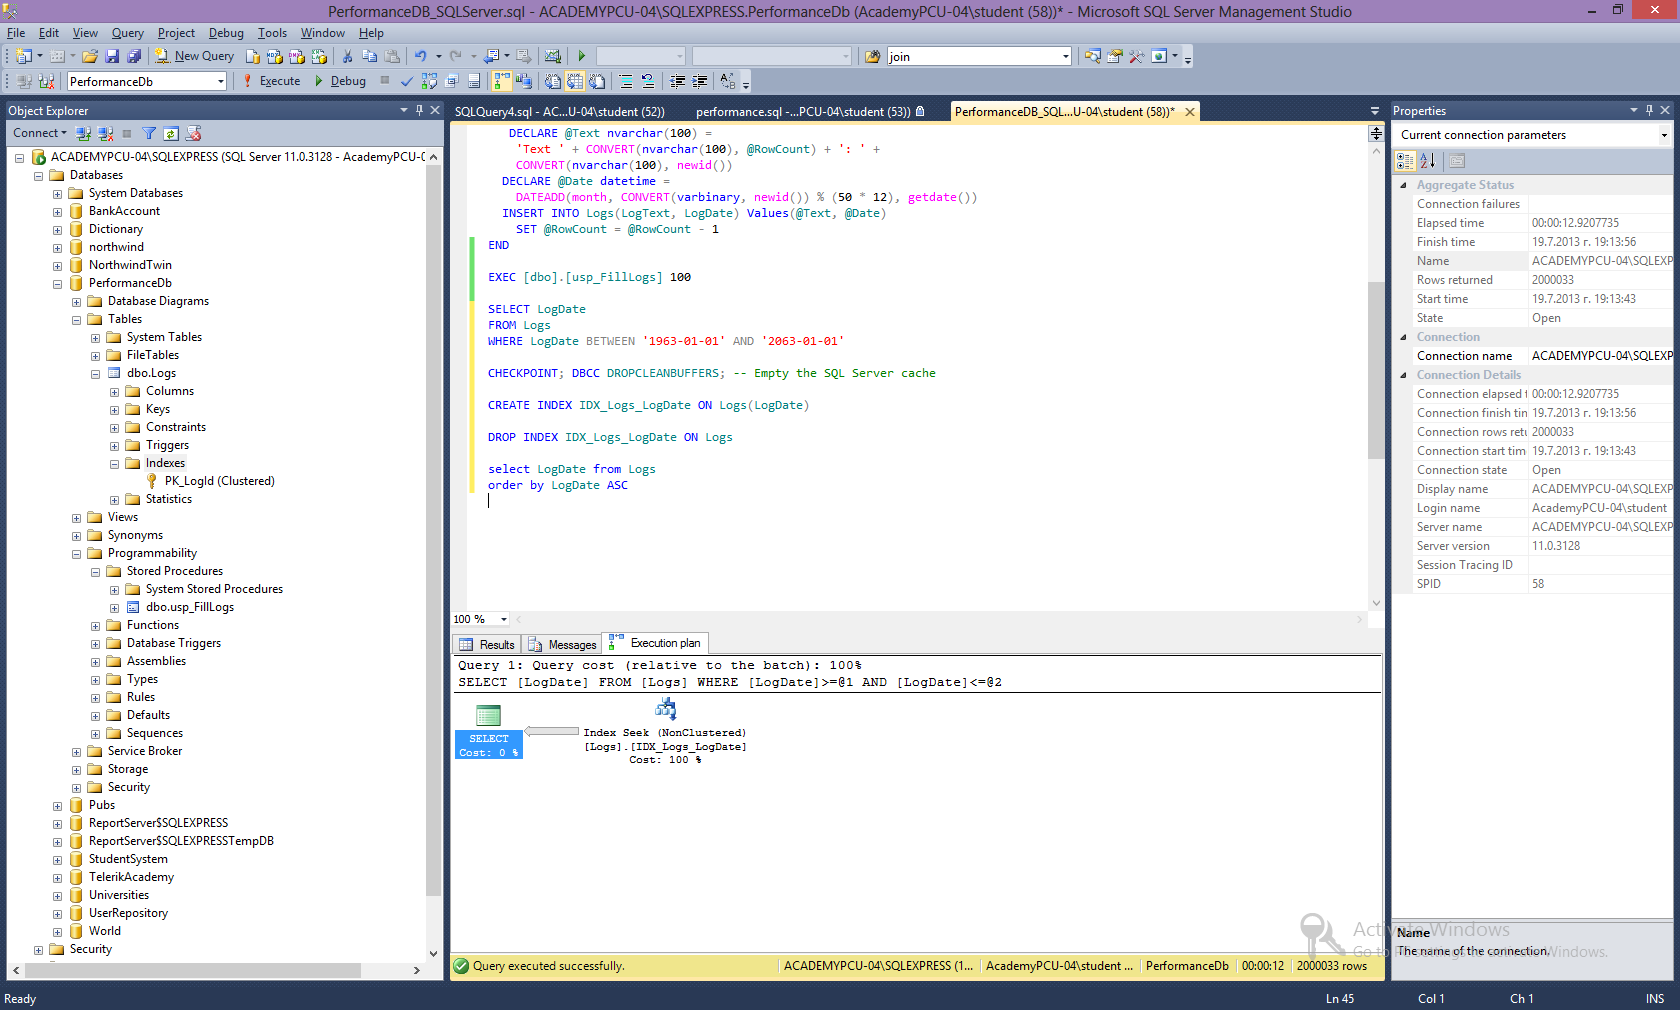 PerformanceDB_SQLServer.sql - ACADEMYPCU-04\SQLEXPRESS.PerformanceDb (AcademyPCU-04\student (58))* - Microsoft SQL Server Management Studio
File Edit View Query Project Debug Tools Window Help
New Query
join
PerformanceDb
Execute
Debug
Object Explorer
Connect
ACADEMYPCU-04\SQLEXPRESS (SQL Server 11.0.3128 - AcademyPCU-0
Databases
System Databases
BankAccount
Dictionary
northwind
NorthwindTwin
PerformanceDb
Database Diagrams
Tables
System Tables
FileTables
dbo.Logs
Columns
Keys
Constraints
Triggers
Indexes
PK_LogId (Clustered)
Statistics
Views
Synonyms
Programmability
Stored Procedures
System Stored Procedures
dbo.usp_FillLogs
Functions
Database Triggers
Assemblies
Types
Rules
Defaults
Sequences
Service Broker
Storage
Security
Pubs
ReportServer$SQLEXPRESS
ReportServer$SQLEXPRESSTempDB
StudentSystem
TelerikAcademy
Universities
UserRepository
World
Security
SQLQuery4.sql - AC...U-04\student (52))
performance.sql -...PCU-04\student (53))
PerformanceDB_SQL...U-04\student (58))*
DECLARE @Text nvarchar(100) =
'Text ' + CONVERT(nvarchar(100), @RowCount) + ': ' +
CONVERT(nvarchar(100), newid())
DECLARE @Date datetime =
DATEADD(month, CONVERT(varbinary, newid()) % (50 * 12), getdate())
INSERT INTO Logs(LogText, LogDate) Values(@Text, @Date)
SET @RowCount = @RowCount - 1
END
EXEC [dbo].[usp_FillLogs] 100
SELECT LogDate
FROM Logs
WHERE LogDate BETWEEN '1963-01-01' AND '2063-01-01'
CHECKPOINT; DBCC DROPCLEANBUFFERS; -- Empty the SQL Server cache
CREATE INDEX IDX_Logs_LogDate ON Logs(LogDate)
DROP INDEX IDX_Logs_LogDate ON Logs
select LogDate from Logs
order by LogDate ASC
100 %
Results
Messages
Execution plan
Query 1: Query cost (relative to the batch): 100%
SELECT [LogDate] FROM [Logs] WHERE [LogDate]>=@1 AND [LogDate]<=@2
SELECT
Cost: 0 %
Index Seek (NonClustered)
[Logs].[IDX_Logs_LogDate]
Cost: 100 %
Query executed successfully.
ACADEMYPCU-04\SQLEXPRESS (1...
AcademyPCU-04\student ...
PerformanceDb
00:00:12
2000033 rows
Properties
Current connection parameters
Aggregate Status
Connection failures
Elapsed time 00:00:12.9207735
Finish time 19.7.2013 г. 19:13:56
Name ACADEMYPCU-04\SQLEXP
Rows returned 2000033
Start time 19.7.2013 г. 19:13:43
State Open
Connection
Connection name ACADEMYPCU-04\SQLEXP
Connection Details
Connection elapsed t 00:00:12.9207735
Connection finish tin 19.7.2013 г. 19:13:56
Connection rows retu 2000033
Connection start tim 19.7.2013 г. 19:13:43
Connection state Open
Display name ACADEMYPCU-04\SQLEXP
Login name AcademyPCU-04\student
Server name ACADEMYPCU-04\SQLEXP
Server version 11.0.3128
Session Tracing ID
SPID 58
Name
The name of the connection.
Activate Windows
Go to PC settings to activate Windows.
Ready
Ln 45
Col 1
Ch 1
INS